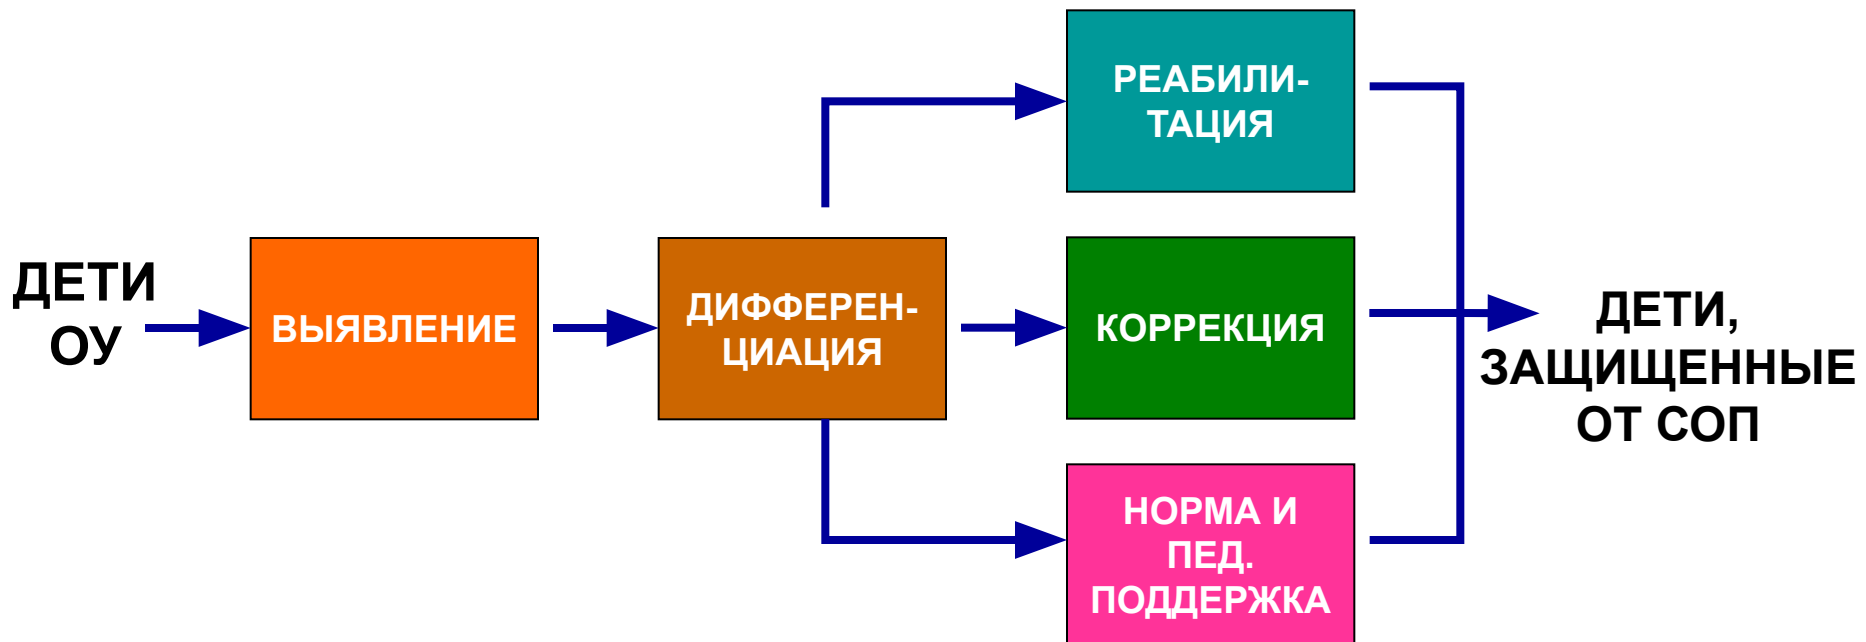 ДЕТИ
ОУ
ВЫЯВЛЕНИЕ
ДИФФЕРЕН-
ЦИАЦИЯ
РЕАБИЛИ-
ТАЦИЯ
КОРРЕКЦИЯ
НОРМА И
ПЕД.
ПОДДЕРЖКА
ДЕТИ,
ЗАЩИЩЕННЫЕ
ОТ СОП